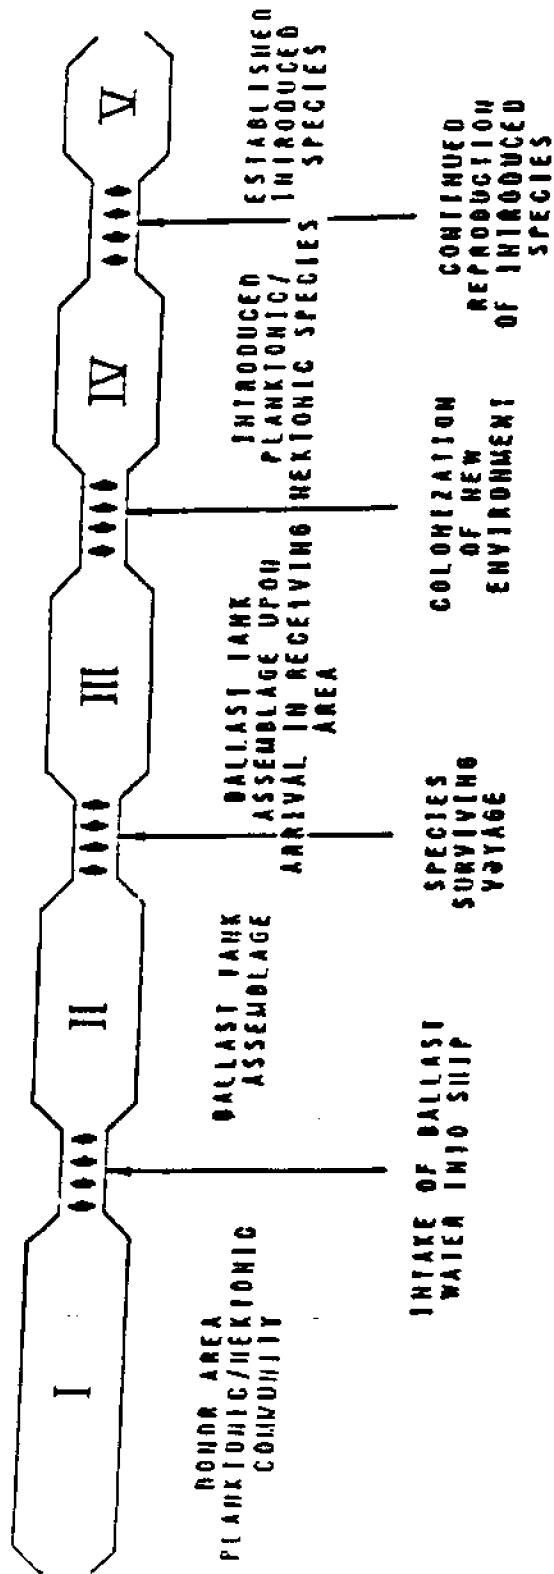 I
II
III
IV
V
DONOR AREA
PLANKTONIC/NEKTONIC
COMMUNITY
BALLAST TANK
ASSEMBLAGE
BALLAST TANK
ASSEMBLAGE UPON
ARRIVAL IN RECEIVING
AREA
INTRODUCED
PLANKTONIC/
NEKTONIC SPECIES
ESTABLISHED
INTRODUCED
SPECIES
INTAKE OF BALLAST
WATER INTO SHIP
SPECIES
SURVIVING
VOYAGE
COLONIZATION
OF NEW
ENVIRONMENT
CONTINUED
REPRODUCTION
OF INTRODUCED
SPECIES